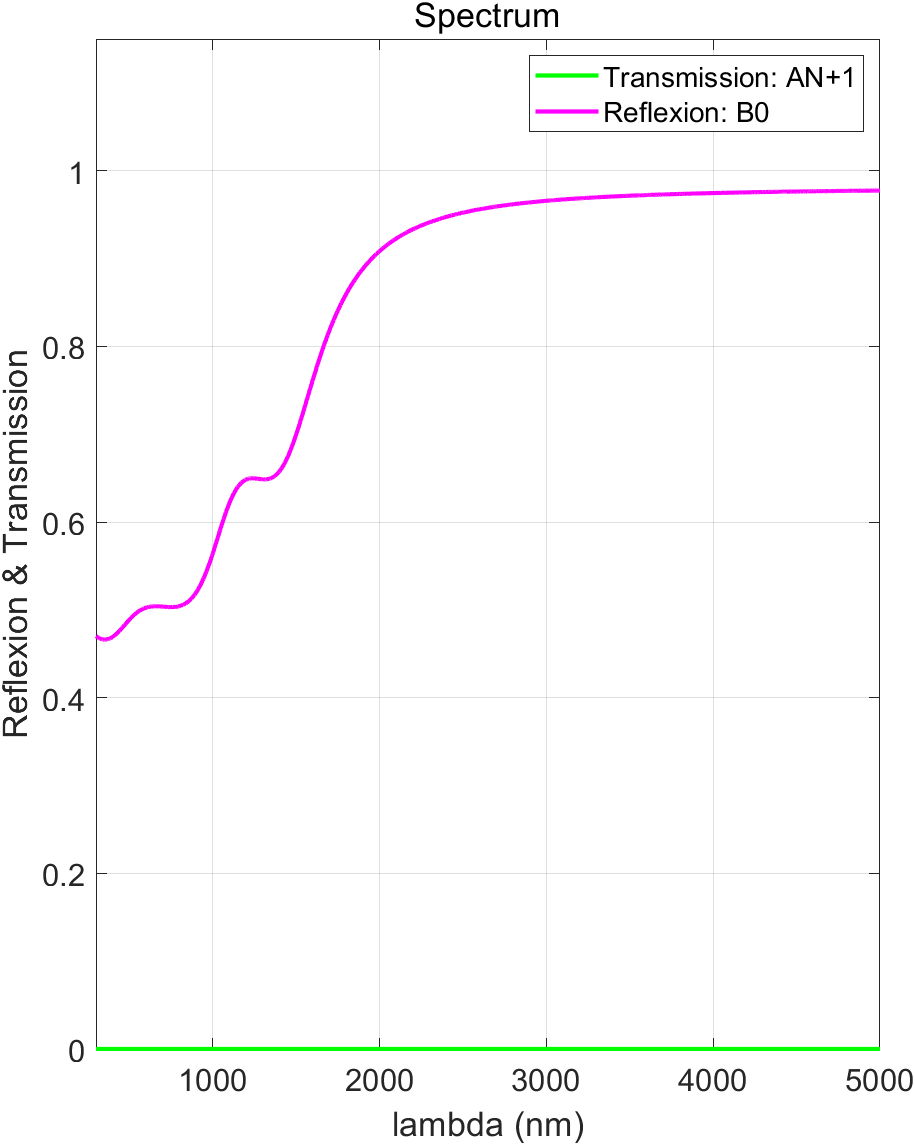 Spectrum
Transmission: AN+1
Reflexion: B0
Reflexion & Transmission
1
0.8
0.6
0.4
0.2
0
1000 2000 3000 4000 5000
lambda (nm)